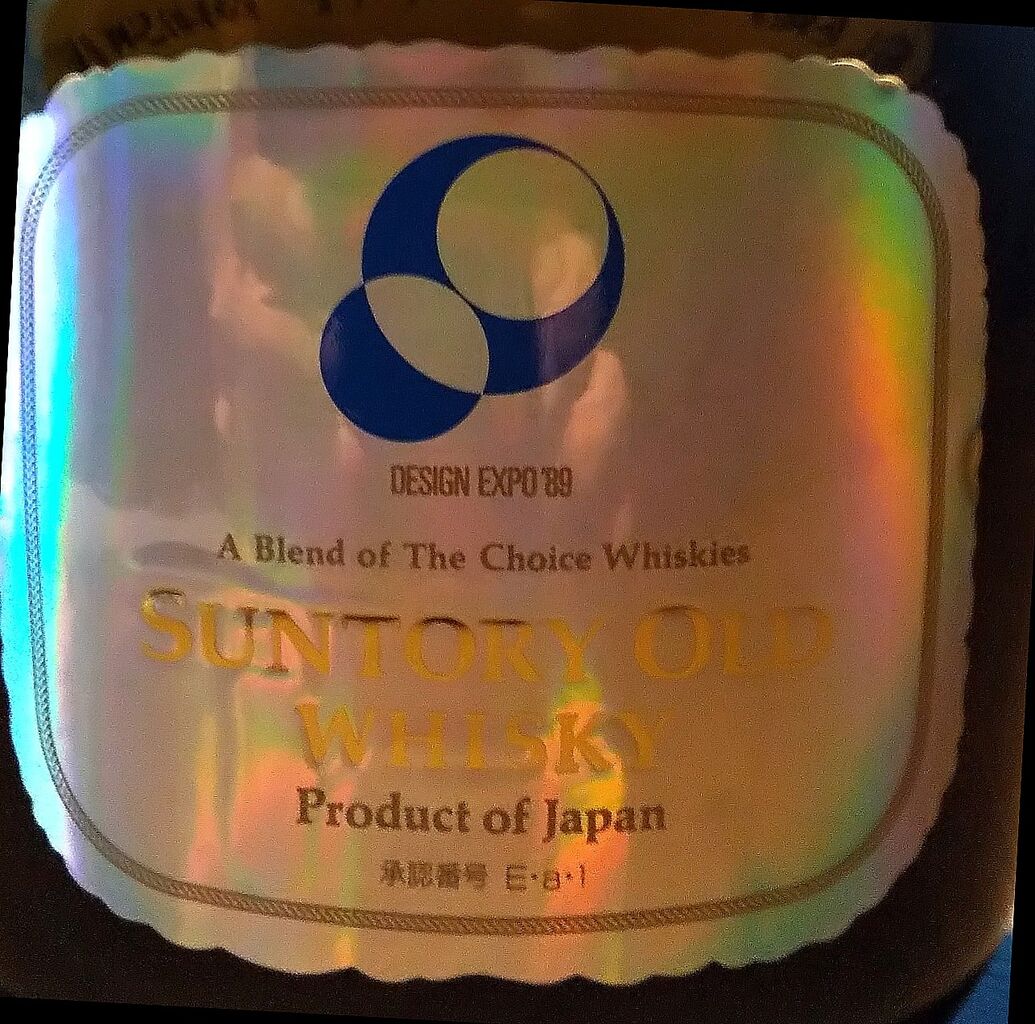 DESIGN EXPO '89
A Blend of The Choice Whiskies
SUNTORY OLD
WHISKY
Product of Japan
承認番号 E・a・1